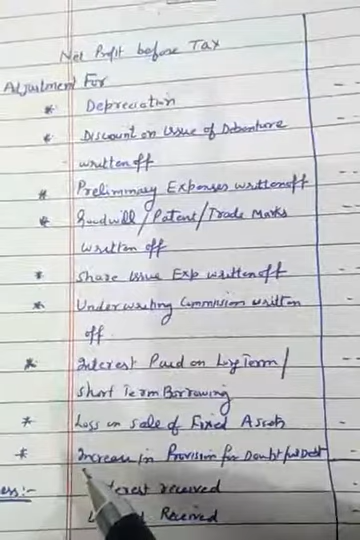 Net Profit before Tax
Adjustment For
* Depreciation
* Discount on Issue of Debenture
written off
* Preliminary Expenses written off
* Goodwill/Patent/Trade Marks
written off
* Share Issue Exp written off
* Underwriting Commission written
off
* Interest Paid on Long Term/
Short Term Borrowing
* Loss on Sale of Fixed Assets
* Increase in Provision for Doubtful Debt
ess:- terest received
Received